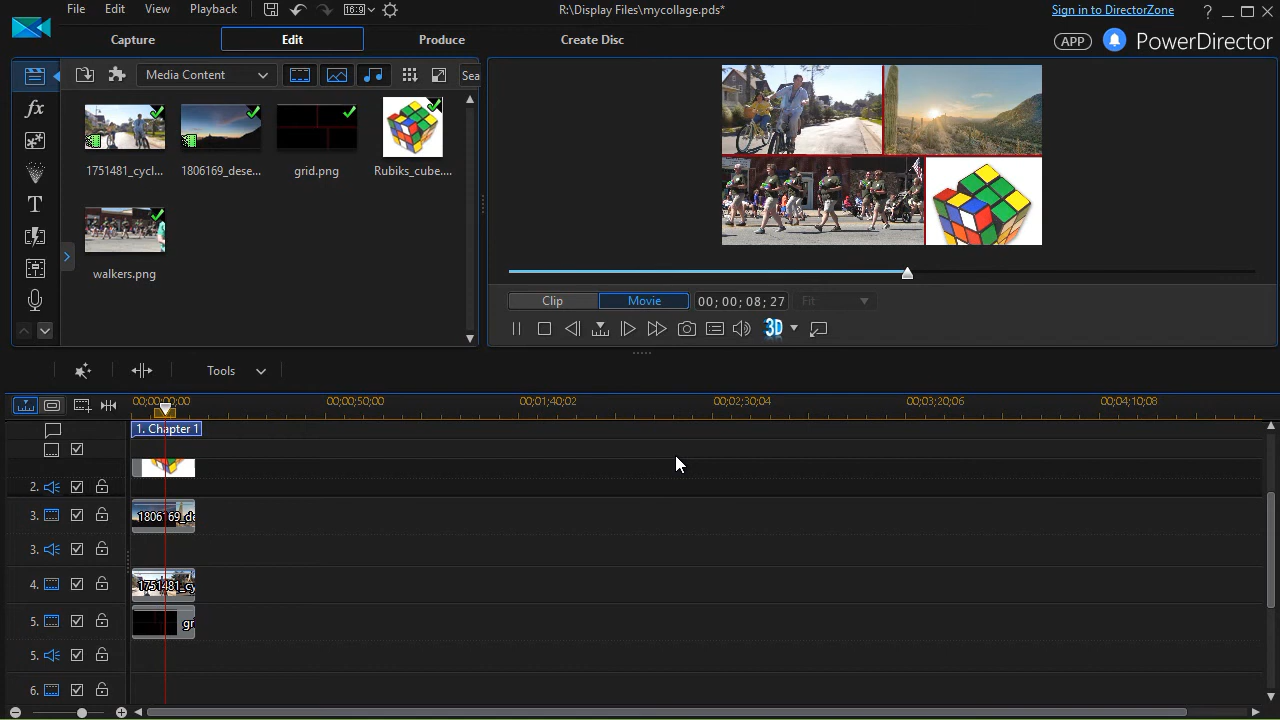 File Edit View Playback 16:9 R:\Display Files\mycollage.pds* Sign in to DirectorZone ?
Capture Edit Produce Create Disc APP PowerDirector
Media Content Sea
fx
T
1751481_cycl... 1806169_dese... grid.png Rubiks_cube....
walkers.png
Clip Movie 00; 00; 08; 27 Fit
3D
Tools
00;00;00;00 00;00;50;00 00;01;40;02 00;02;30;04 00;03;20;06 00;04;10;08
1. Chapter 1
2.
3. 1806169_de
3.
4. 1751481_cy
5. gr
5.
6.